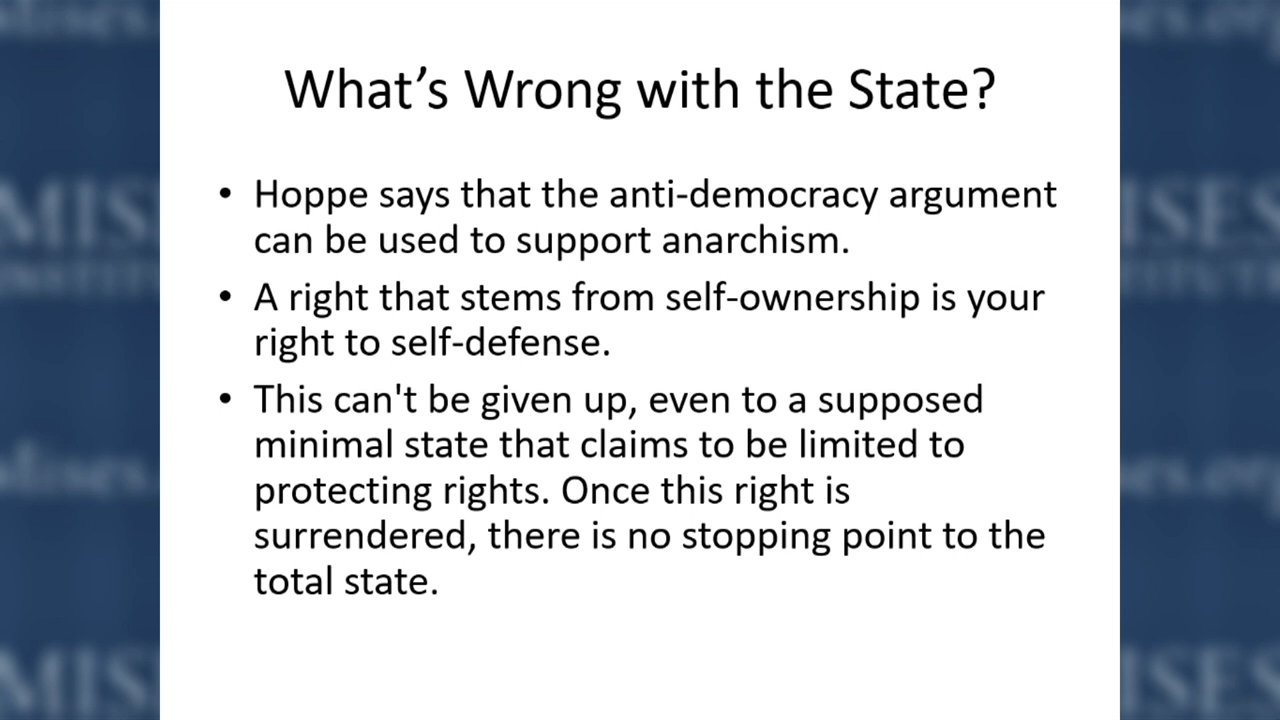 What’s Wrong with the State?
• Hoppe says that the anti-democracy argument
can be used to support anarchism.
• A right that stems from self-ownership is your
right to self-defense.
• This can't be given up, even to a supposed
minimal state that claims to be limited to
protecting rights. Once this right is
surrendered, there is no stopping point to the
total state.